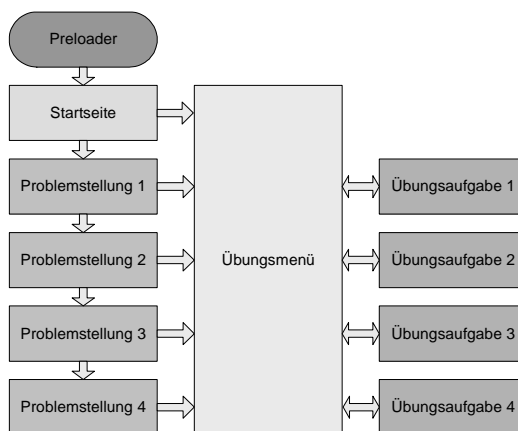 Preloader
Startseite
Problemstellung 1
Übungsaufgabe 1
Problemstellung 2
Übungsmenü
Übungsaufgabe 2
Problemstellung 3
Übungsaufgabe 3
Problemstellung 4
Übungsaufgabe 4